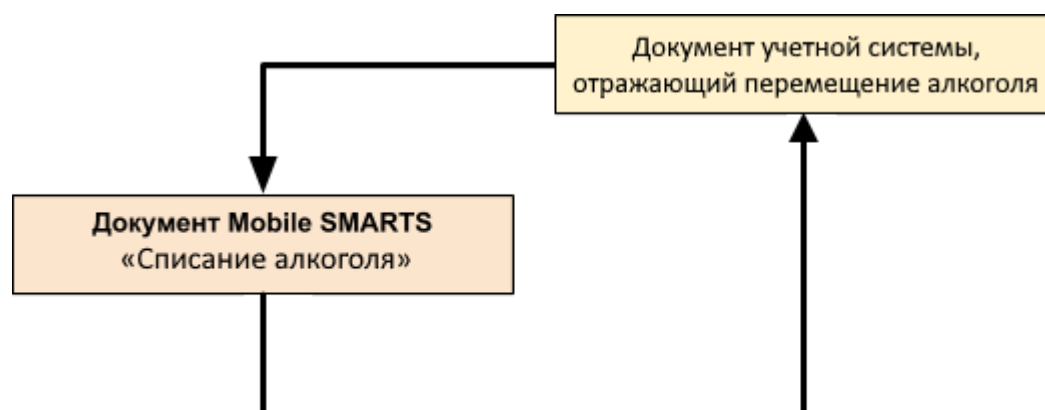 Документ учетной системы,
отражающий перемещение алкоголя
Документ Mobile SMARTS
«Списание алкоголя»